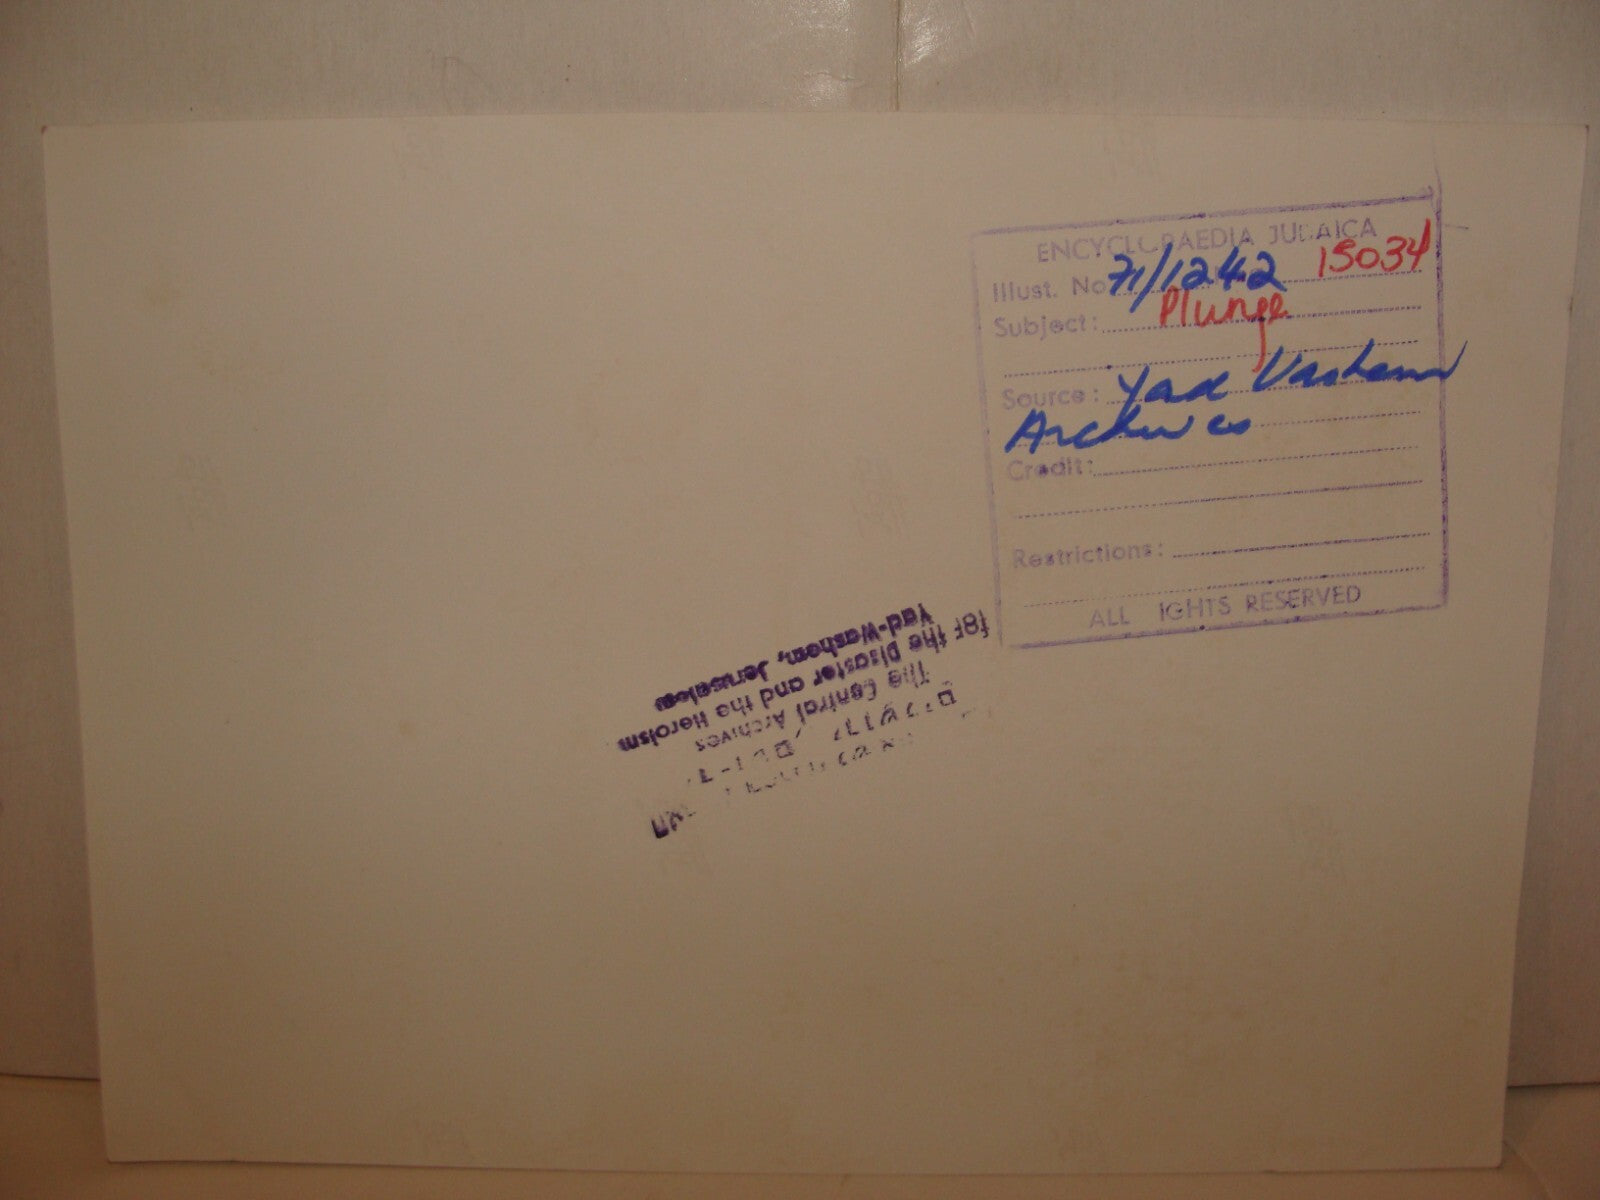 ENCYCLOPAEDIA JUDAICA
Illust. No 71/1242 15034
Subject: Plunge
Source: Yad Vashem
Archives
Credit:
Restrictions:
ALL IGHTS RESERVED
The Central Archives
for the Disaster and the Heroism
Yad-Washem, Jerusalem